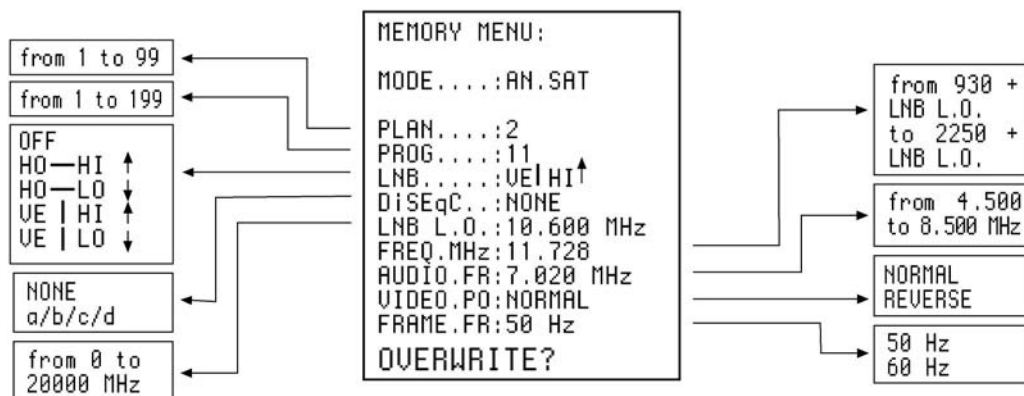 from 1 to 99
from 1 to 199
OFF
HO—HI ↑
HO—LO ↓
VE | HI ↑
VE | LO ↓
NONE
a/b/c/d
from 0 to
20000 MHz
MEMORY MENU:
MODE....:AN.SAT
PLAN....:2
PROG....:11
LNB.....:VE|HI↑
DiSEqC..:NONE
LNB L.O.:10.600 MHz
FREQ.MHz:11.728
AUDIO.FR:7.020 MHz
VIDEO.PO:NORMAL
FRAME.FR:50 Hz
OVERWRITE?
from 930 +
LNB L.O.
to 2250 +
LNB L.O.
from 4.500
to 8.500 MHz
NORMAL
REVERSE
50 Hz
60 Hz